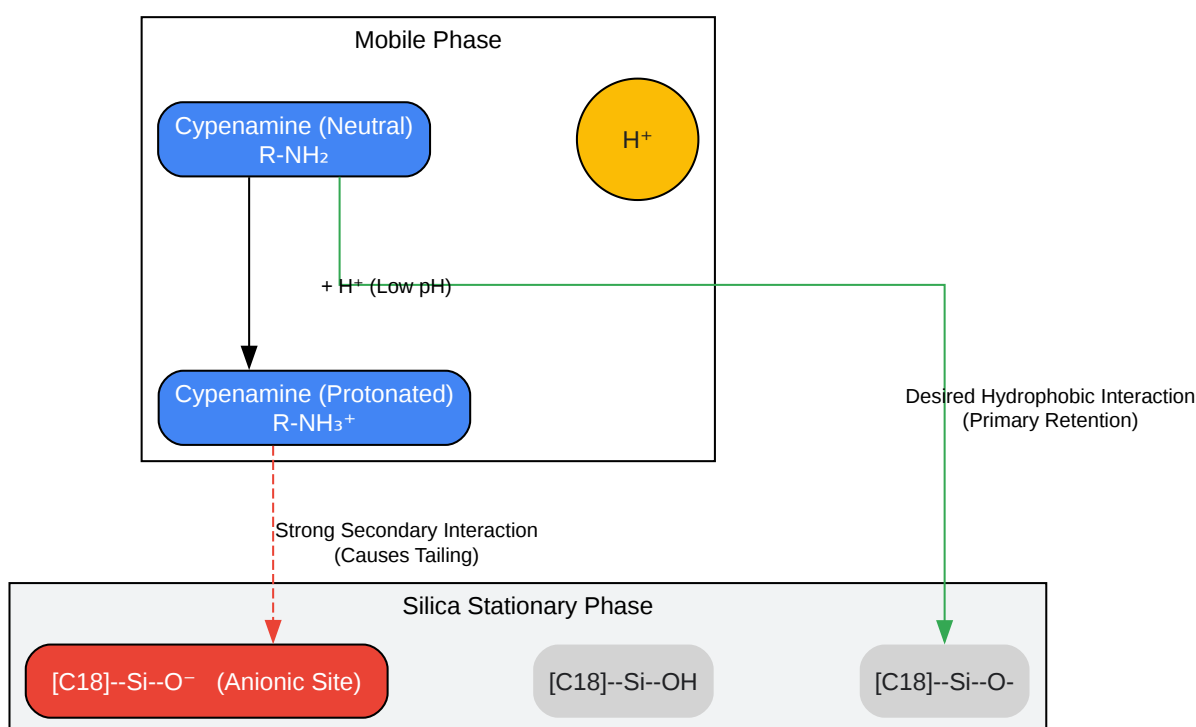 Mobile Phase
Cypenamine (Neutral)
R-NH₂
H⁺
+ H⁺ (Low pH)
Cypenamine (Protonated)
R-NH₃⁺
Desired Hydrophobic Interaction
(Primary Retention)
Strong Secondary Interaction
(Causes Tailing)
Silica Stationary Phase
[C18]--Si--O⁻   (Anionic Site)
[C18]--Si--OH
[C18]--Si--O-